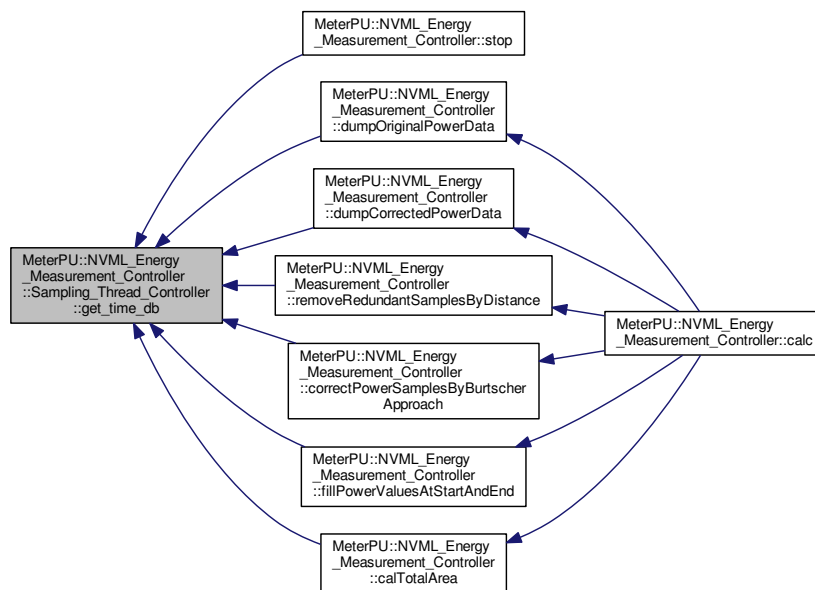 MeterPU::NVML_Energy
_Measurement_Controller::stop
MeterPU::NVML_Energy
_Measurement_Controller
::dumpOriginalPowerData
MeterPU::NVML_Energy
_Measurement_Controller
::dumpCorrectedPowerData
MeterPU::NVML_Energy
_Measurement_Controller
::Sampling_Thread_Controller
::get_time_db
MeterPU::NVML_Energy
_Measurement_Controller
::removeRedundantSamplesByDistance
MeterPU::NVML_Energy
_Measurement_Controller::calc
MeterPU::NVML_Energy
_Measurement_Controller
::correctPowerSamplesByBurtscher
Approach
MeterPU::NVML_Energy
_Measurement_Controller
::fillPowerValuesAtStartAndEnd
MeterPU::NVML_Energy
_Measurement_Controller
::calTotalArea